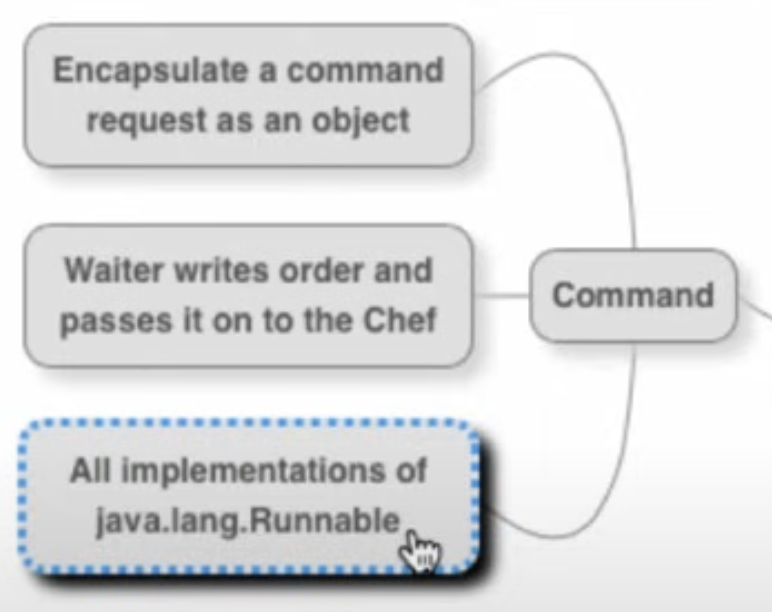 Encapsulate a command
request as an object
Waiter writes order and
passes it on to the Chef
Command
All implementations of
java.lang.Runnable